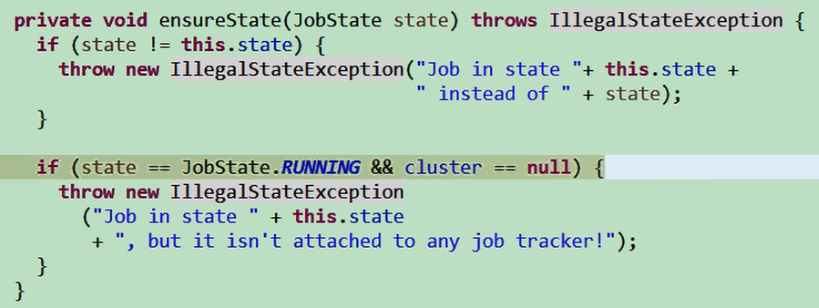 private void ensureState(JobState state) throws IllegalStateException {
if (state != this.state) {
throw new IllegalStateException("Job in state "+ this.state +
" instead of " + state);
}
if (state == JobState.RUNNING && cluster == null) {
throw new IllegalStateException
("Job in state " + this.state
+ ", but it isn't attached to any job tracker!");
}
}